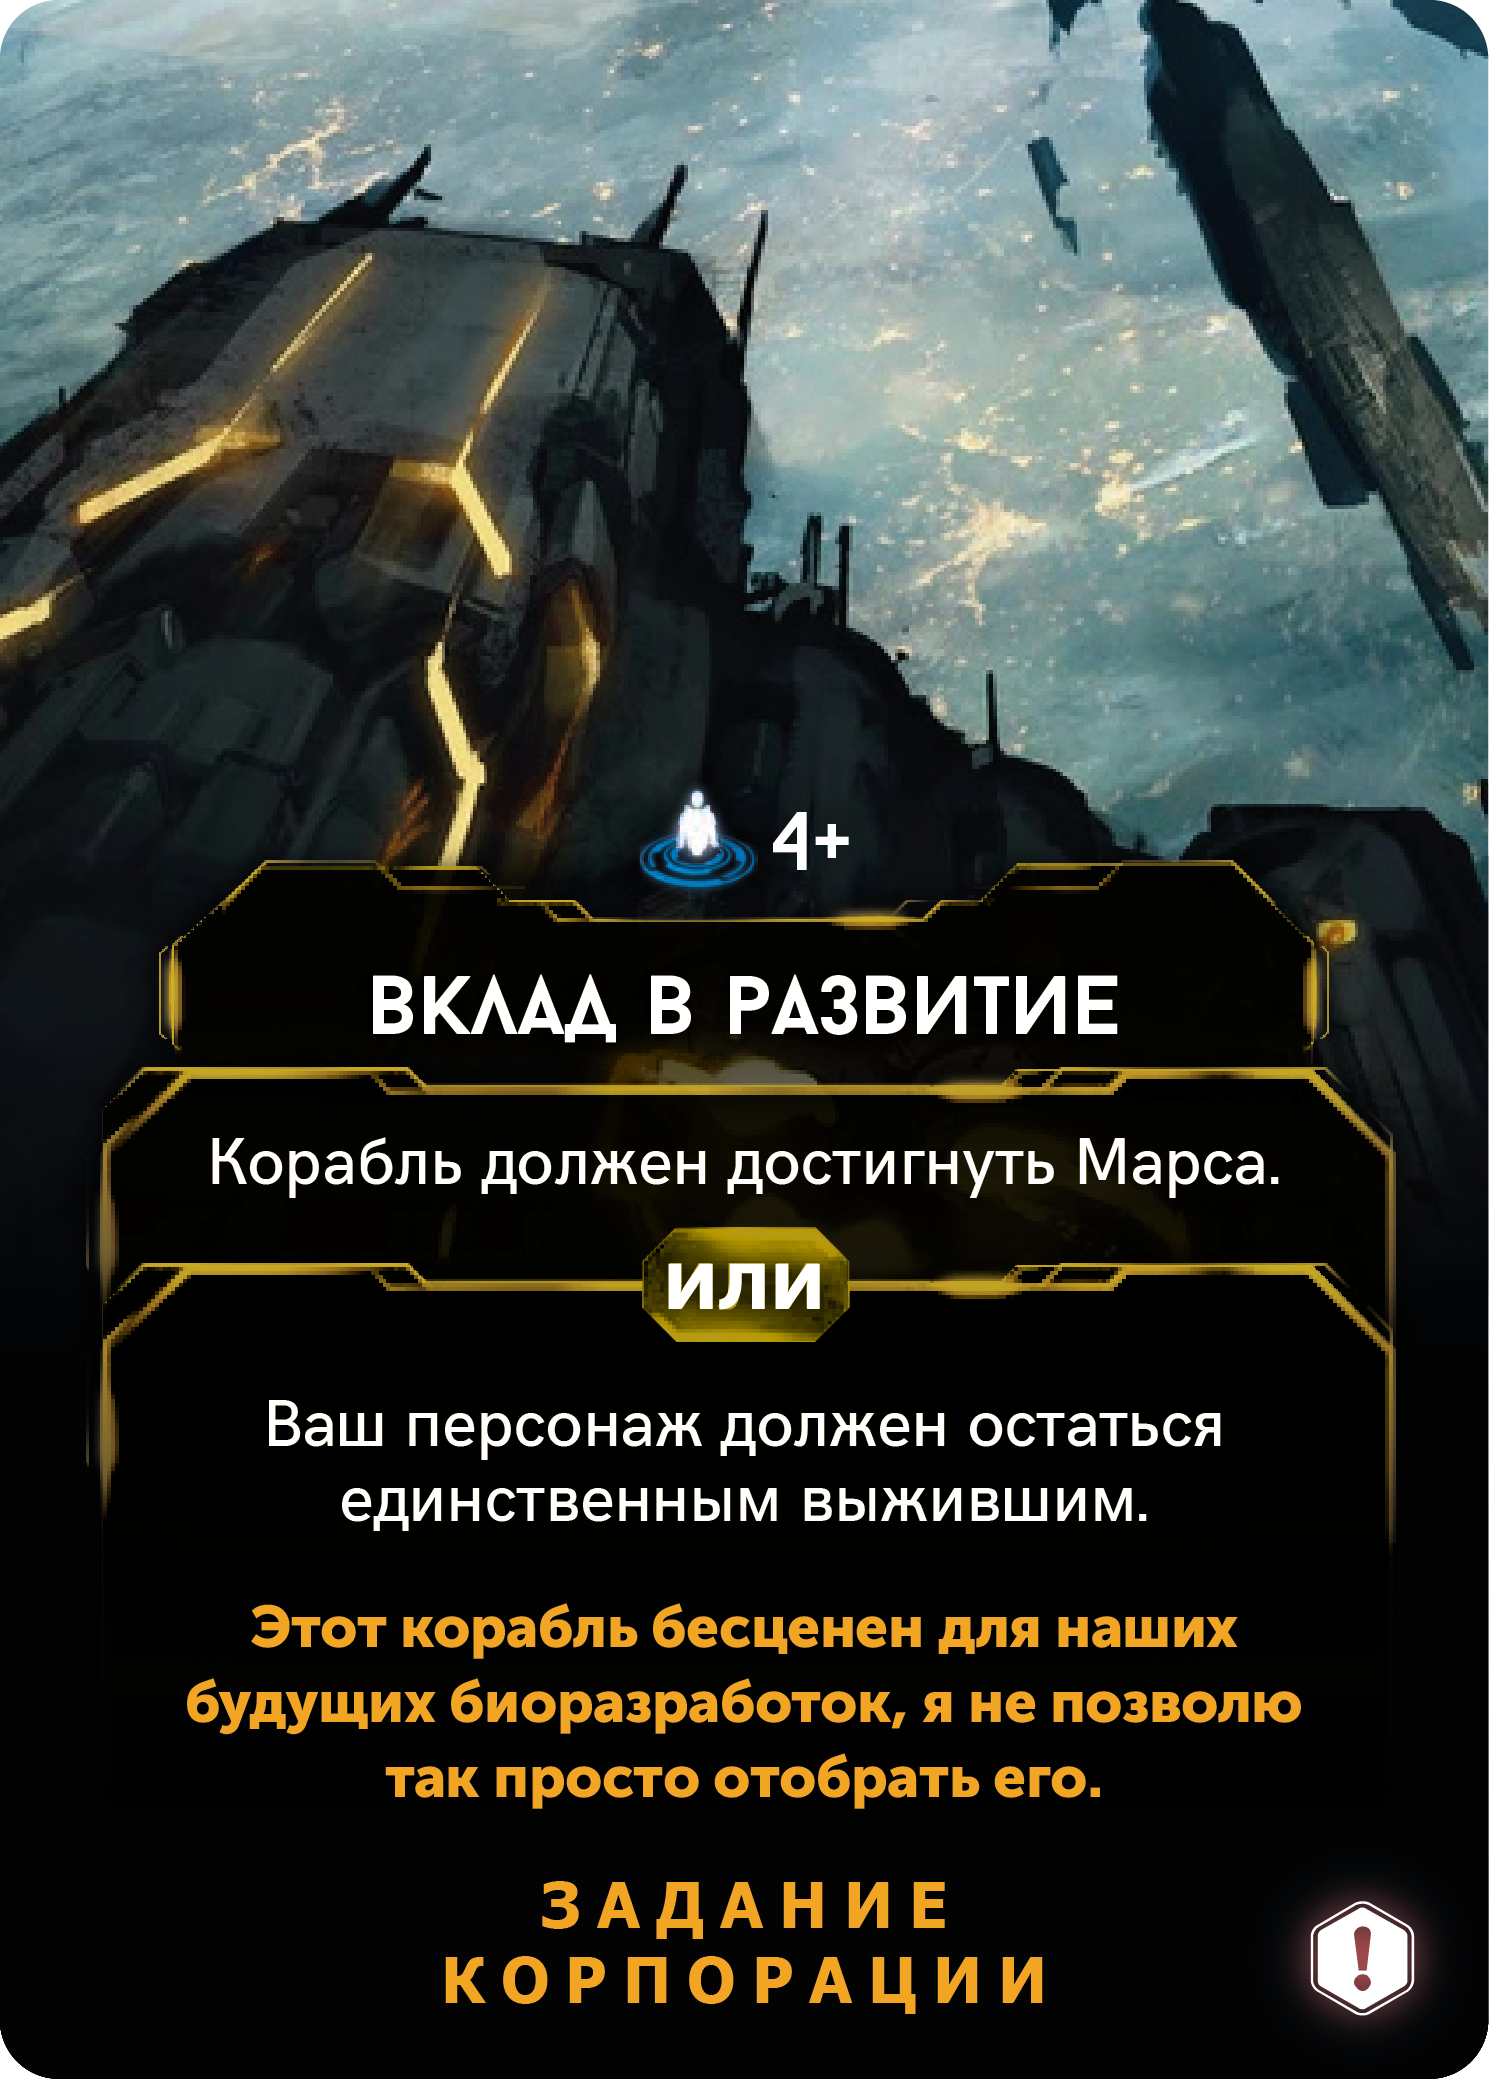 4+
ВКЛАД В РАЗВИТИЕ
Корабль должен достигнуть Марса.
ИЛИ
Ваш персонаж должен остаться
единственным выжившим.
Этот корабль бесценен для наших
будущих биоразработок, я не позволю
так просто отобрать его.
ЗАДАНИЕ
КОРПОРАЦИИ
!